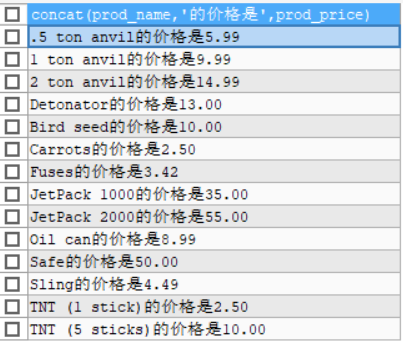 concat(prod_name,'的价格是',prod_price)
.5 ton anvil的价格是5.99
1 ton anvil的价格是9.99
2 ton anvil的价格是14.99
Detonator的价格是13.00
Bird seed的价格是10.00
Carrots的价格是2.50
Fuses的价格是3.42
JetPack 1000的价格是35.00
JetPack 2000的价格是55.00
Oil can的价格是8.99
Safe的价格是50.00
Sling的价格是4.49
TNT (1 stick)的价格是2.50
TNT (5 sticks)的价格是10.00